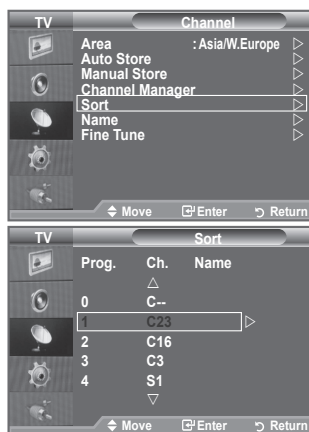 TV Channel
Area : Asia/W.Europe
Auto Store
Manual Store
Channel Manager
Sort
Name
Fine Tune
Move Enter Return
TV Sort
Prog. Ch. Name
0 C--
1 C23
2 C16
3 C3
4 S1
Move Enter Return